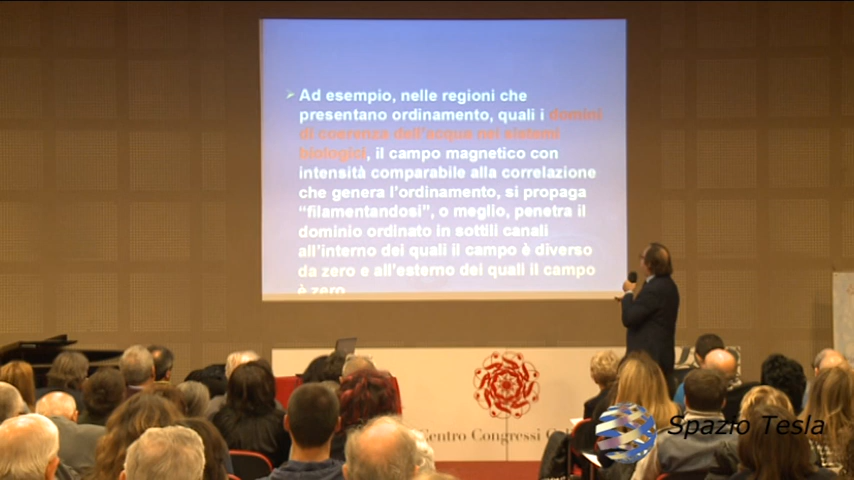 Ad esempio, nelle regioni che
presentano ordinamento, quali i domini
di coerenza dell'acqua nei sistemi
biologici, il campo magnetico con
intensità comparabile alla correlazione
che genera l'ordinamento, si propaga
"filamentandosi", o meglio, penetra il
dominio ordinato in sottili canali
all'interno dei quali il campo è diverso
da zero e all'esterno dei quali il campo
è zero
Centro Congressi
Spazio Tesla